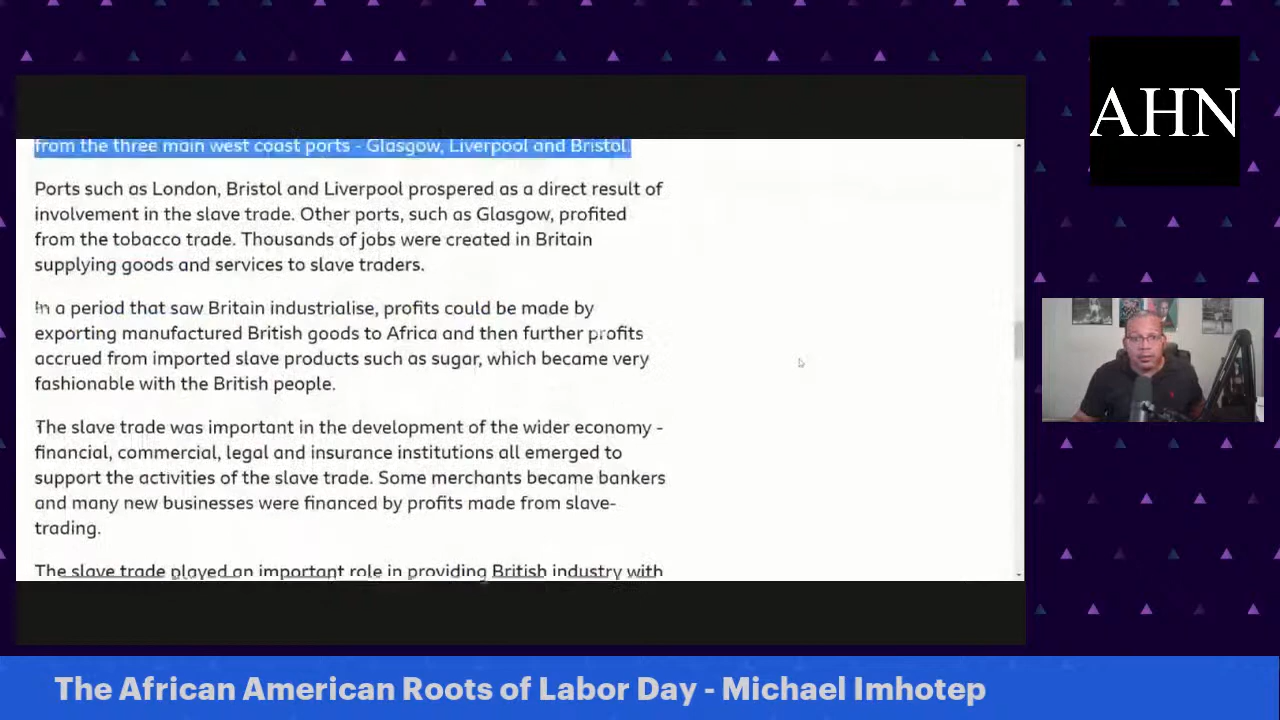 from the three main west coast ports - Glasgow, Liverpool and Bristol.
Ports such as London, Bristol and Liverpool prospered as a direct result of
involvement in the slave trade. Other ports, such as Glasgow, profited
from the tobacco trade. Thousands of jobs were created in Britain
supplying goods and services to slave traders.
In a period that saw Britain industrialise, profits could be made by
exporting manufactured British goods to Africa and then further profits
accrued from imported slave products such as sugar, which became very
fashionable with the British people.
The slave trade was important in the development of the wider economy -
financial, commercial, legal and insurance institutions all emerged to
support the activities of the slave trade. Some merchants became bankers
and many new businesses were financed by profits made from slave-
trading.
The slave trade played an important role in providing British industry with
AHN
The African American Roots of Labor Day - Michael Imhotep